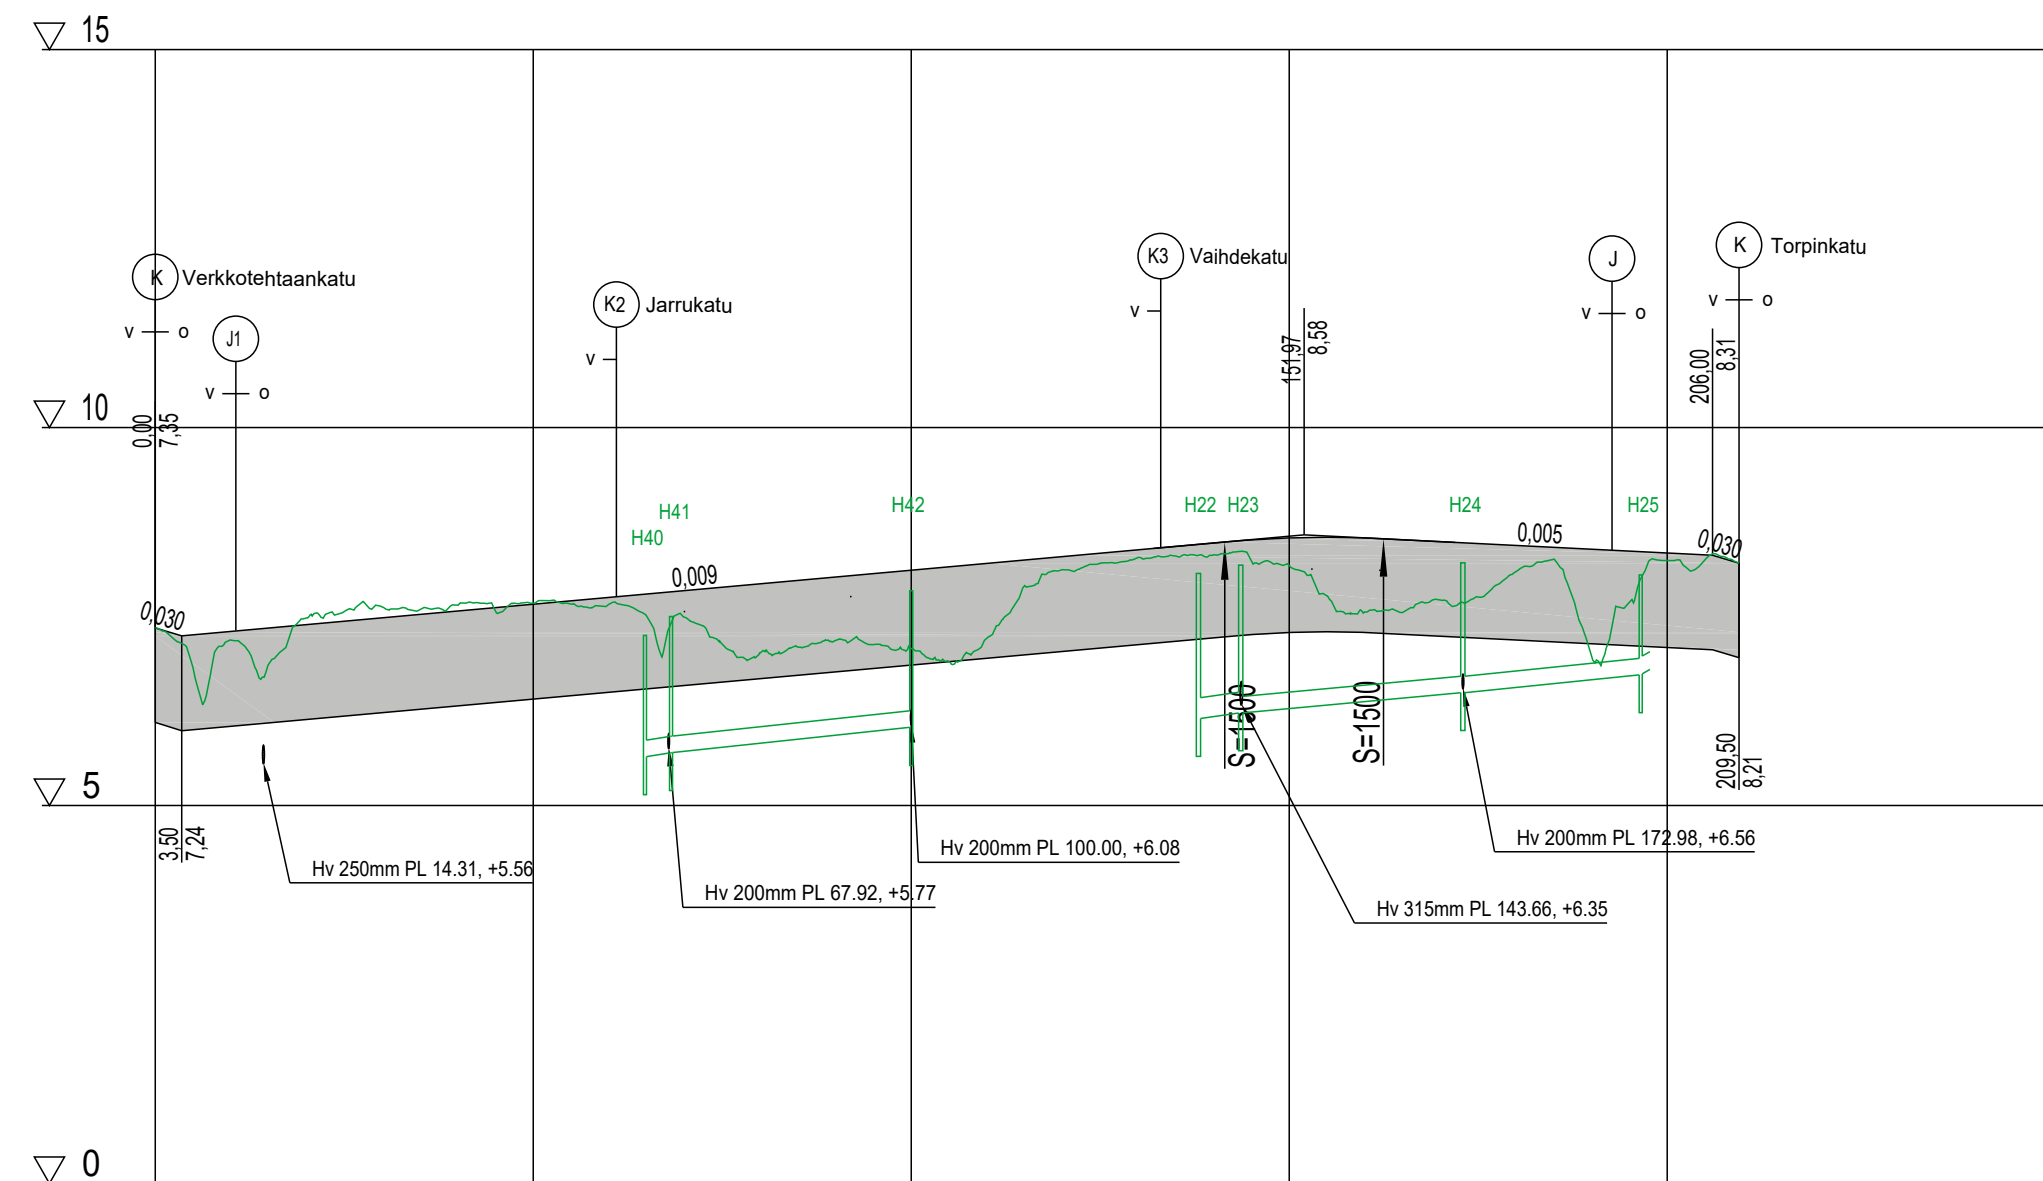 15
K Verkkotehtaankatu
v o
J1
v o
K2 Jarrukatu
v
K3 Vaihdekatu
v
J
v o
K Torpinkatu
v o
151,97
8,58
206,00
8,31
10
0,00
7,35
H40
H41
H42
H22
H23
H24
H25
0,030
0,009
0,005
0,030
S=1500
S=1500
209,50
8,21
5
3,50
7,24
Hv 250mm PL 14.31, +5.56
Hv 200mm PL 67.92, +5.77
Hv 200mm PL 100.00, +6.08
Hv 315mm PL 143.66, +6.35
Hv 200mm PL 172.98, +6.56
0